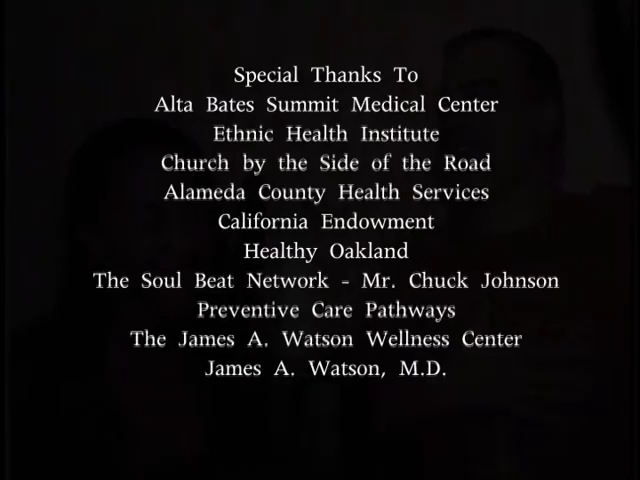 Special Thanks To
Alta Bates Summit Medical Center
Ethnic Health Institute
Church by the Side of the Road
Alameda County Health Services
California Endowment
Healthy Oakland
The Soul Beat Network - Mr. Chuck Johnson
Preventive Care Pathways
The James A. Watson Wellness Center
James A. Watson, M.D.